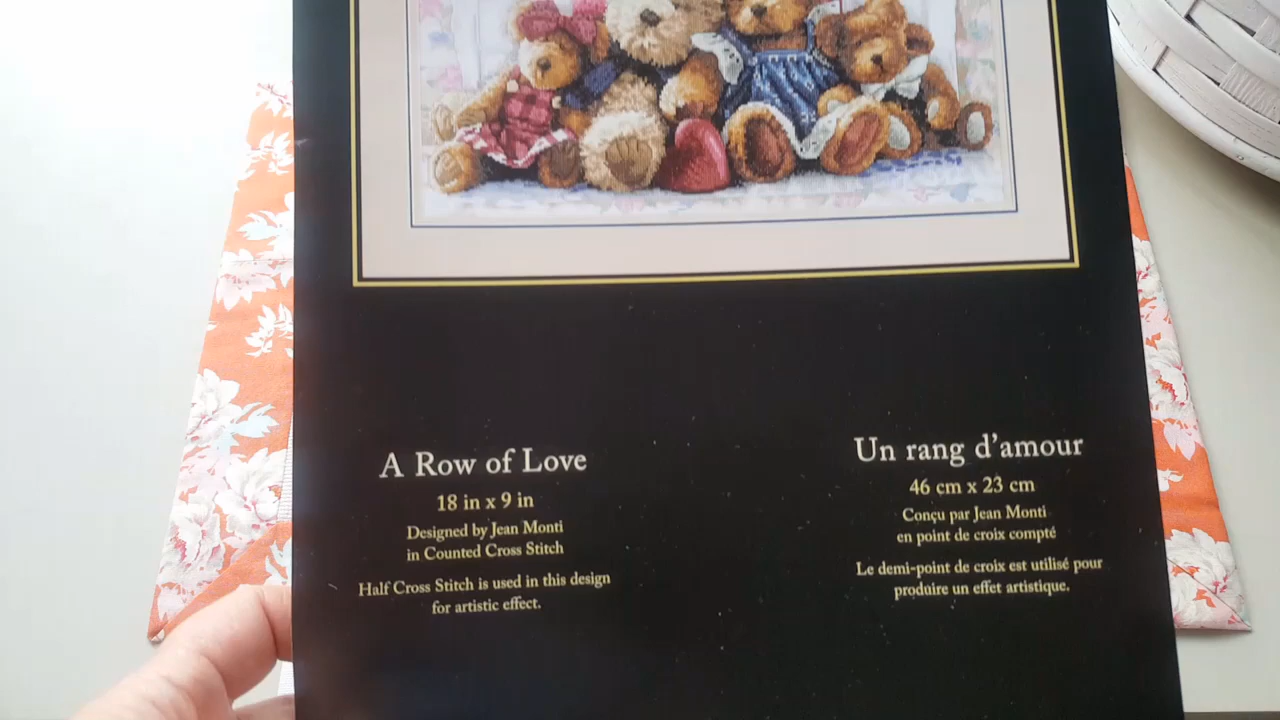 A Row of Love
18 in x 9 in
Designed by Jean Monti
in Counted Cross Stitch
Half Cross Stitch is used in this design
for artistic effect.
Un rang d'amour
46 cm x 23 cm
Conçu par Jean Monti
en point de croix compté
Le demi-point de croix est utilisé pour
produire un effet artistique.